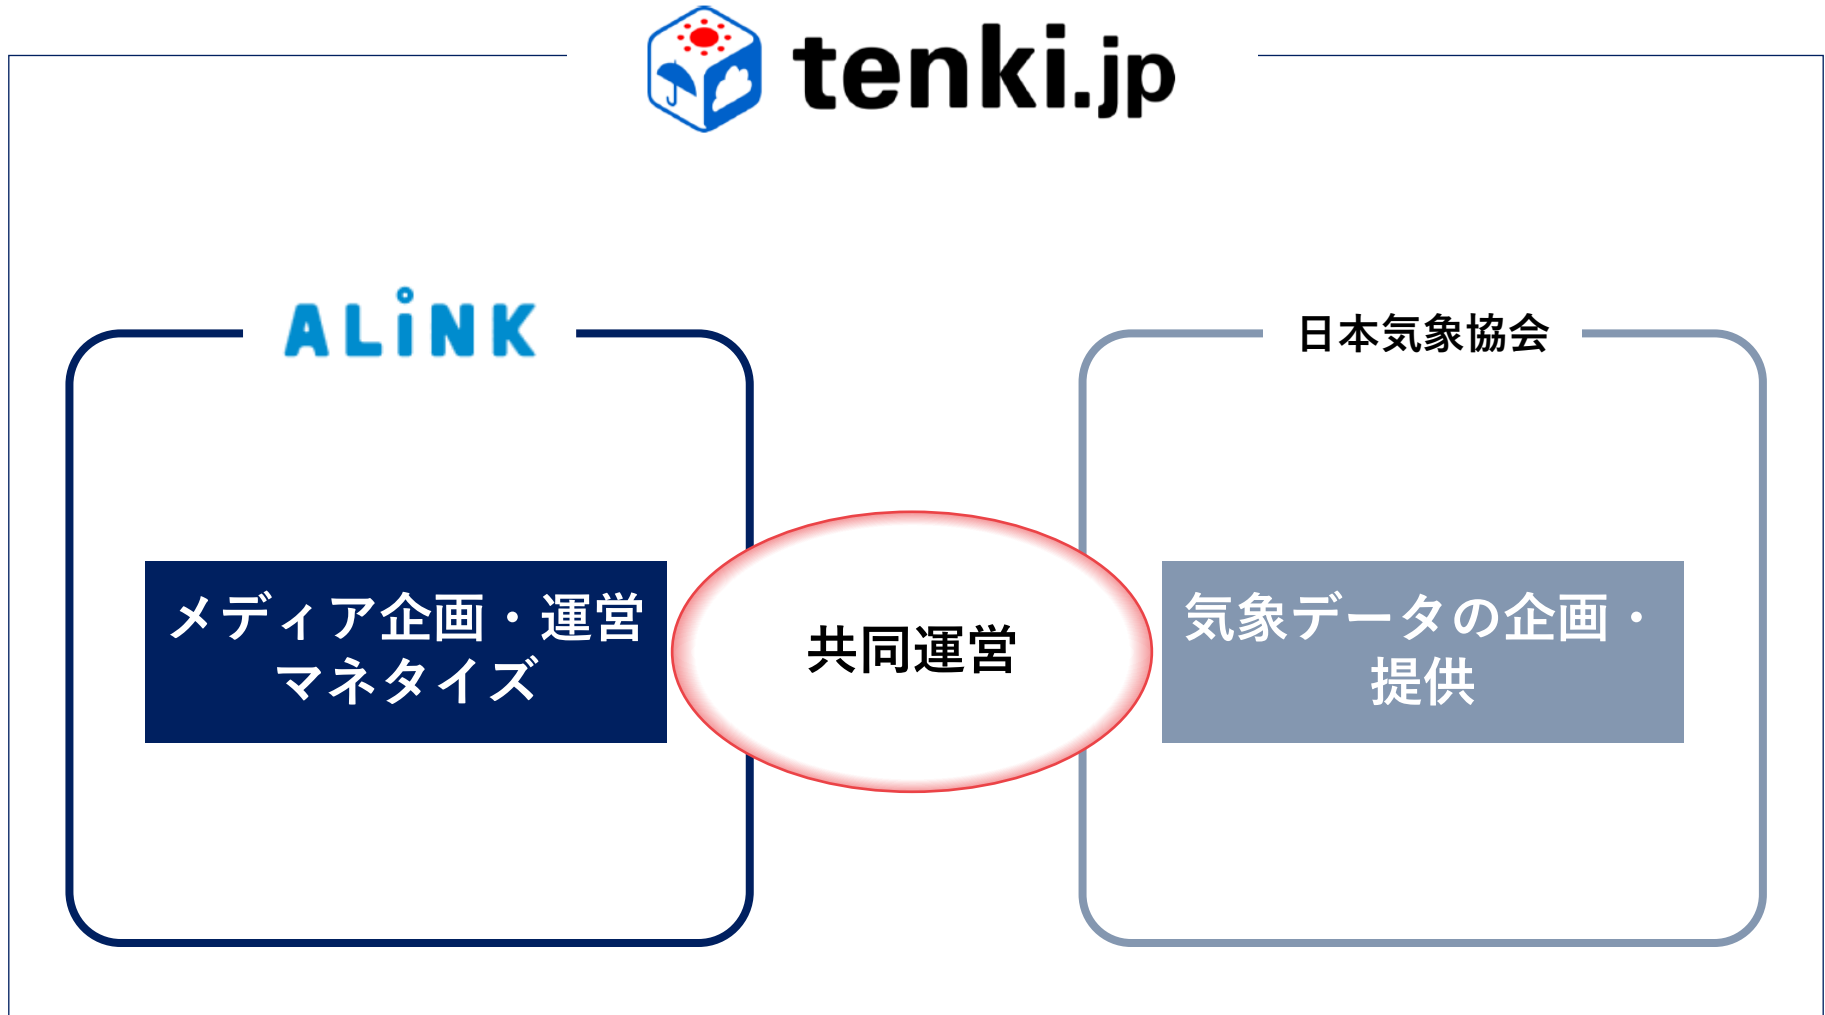 tenki.jp
ALiNK
日本気象協会
メディア企画・運営
マネタイズ
共同運営
気象データの企画・
提供